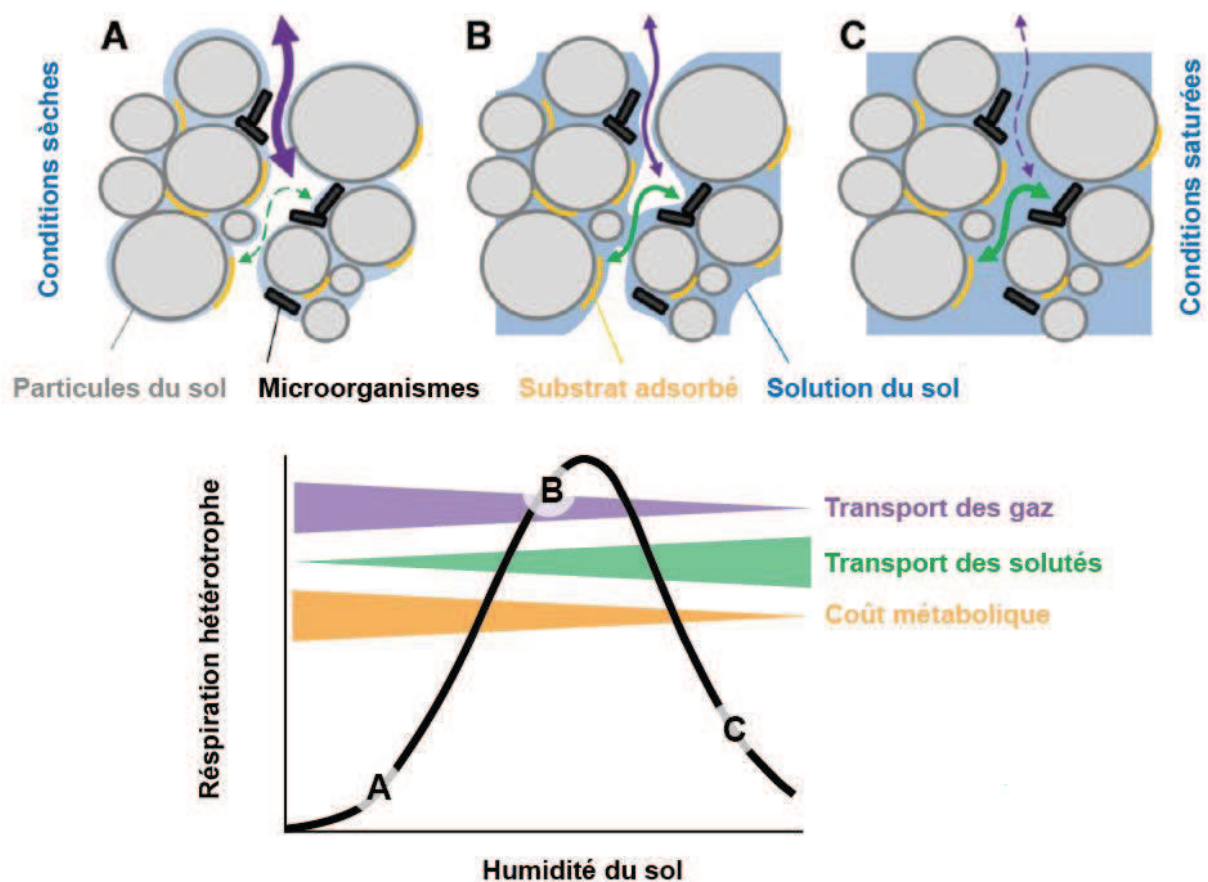 A
B
C
Conditions sèches
Conditions saturées
Particules du sol
Microorganismes
Substrat adsorbé
Solution du sol
Réspiration hétérotrophe
B
Transport des gaz
Transport des solutés
Coût métabolique
A
C
Humidité du sol